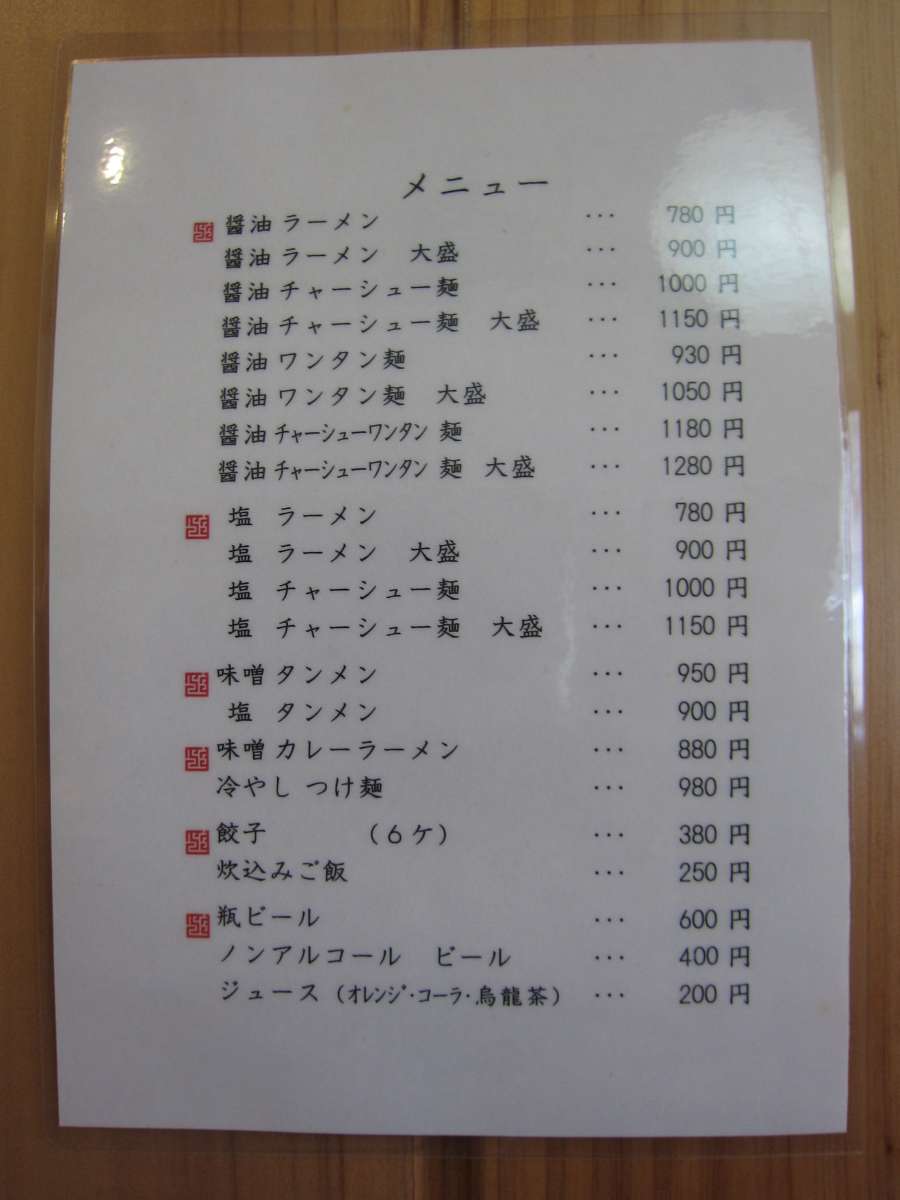 メニュー
醤油 ラーメン ・・・ 780 円
醤油 ラーメン 大盛 ・・・ 900 円
醤油 チャーシュー麺 ・・・ 1000 円
醤油 チャーシュー麺 大盛 ・・・ 1150 円
醤油 ワンタン麺 ・・・ 930 円
醤油 ワンタン麺 大盛 ・・・ 1050 円
醤油 チャーシューワンタン 麺 ・・・ 1180 円
醤油 チャーシューワンタン 麺 大盛 ・・・ 1280 円
塩 ラーメン ・・・ 780 円
塩 ラーメン 大盛 ・・・ 900 円
塩 チャーシュー麺 ・・・ 1000 円
塩 チャーシュー麺 大盛 ・・・ 1150 円
味噌 タンメン ・・・ 950 円
塩 タンメン ・・・ 900 円
味噌 カレーラーメン ・・・ 880 円
冷やし つけ麺 ・・・ 980 円
餃子 (6ケ) ・・・ 380 円
炊込みご飯 ・・・ 250 円
瓶ビール ・・・ 600 円
ノンアルコール ビール ・・・ 400 円
ジュース (オレンジ・コーラ・烏龍茶) ・・・ 200 円